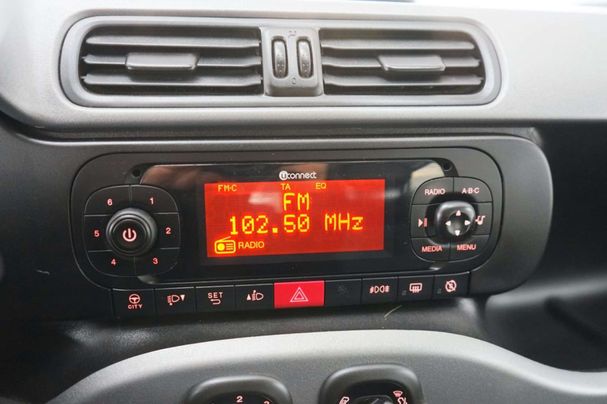 uconnect
FM-C TA EQ
FM
102.50 MHz
RADIO
6 1
5 2
4 3
RADIO A-B-C
MEDIA MENU
CITY
SET
2